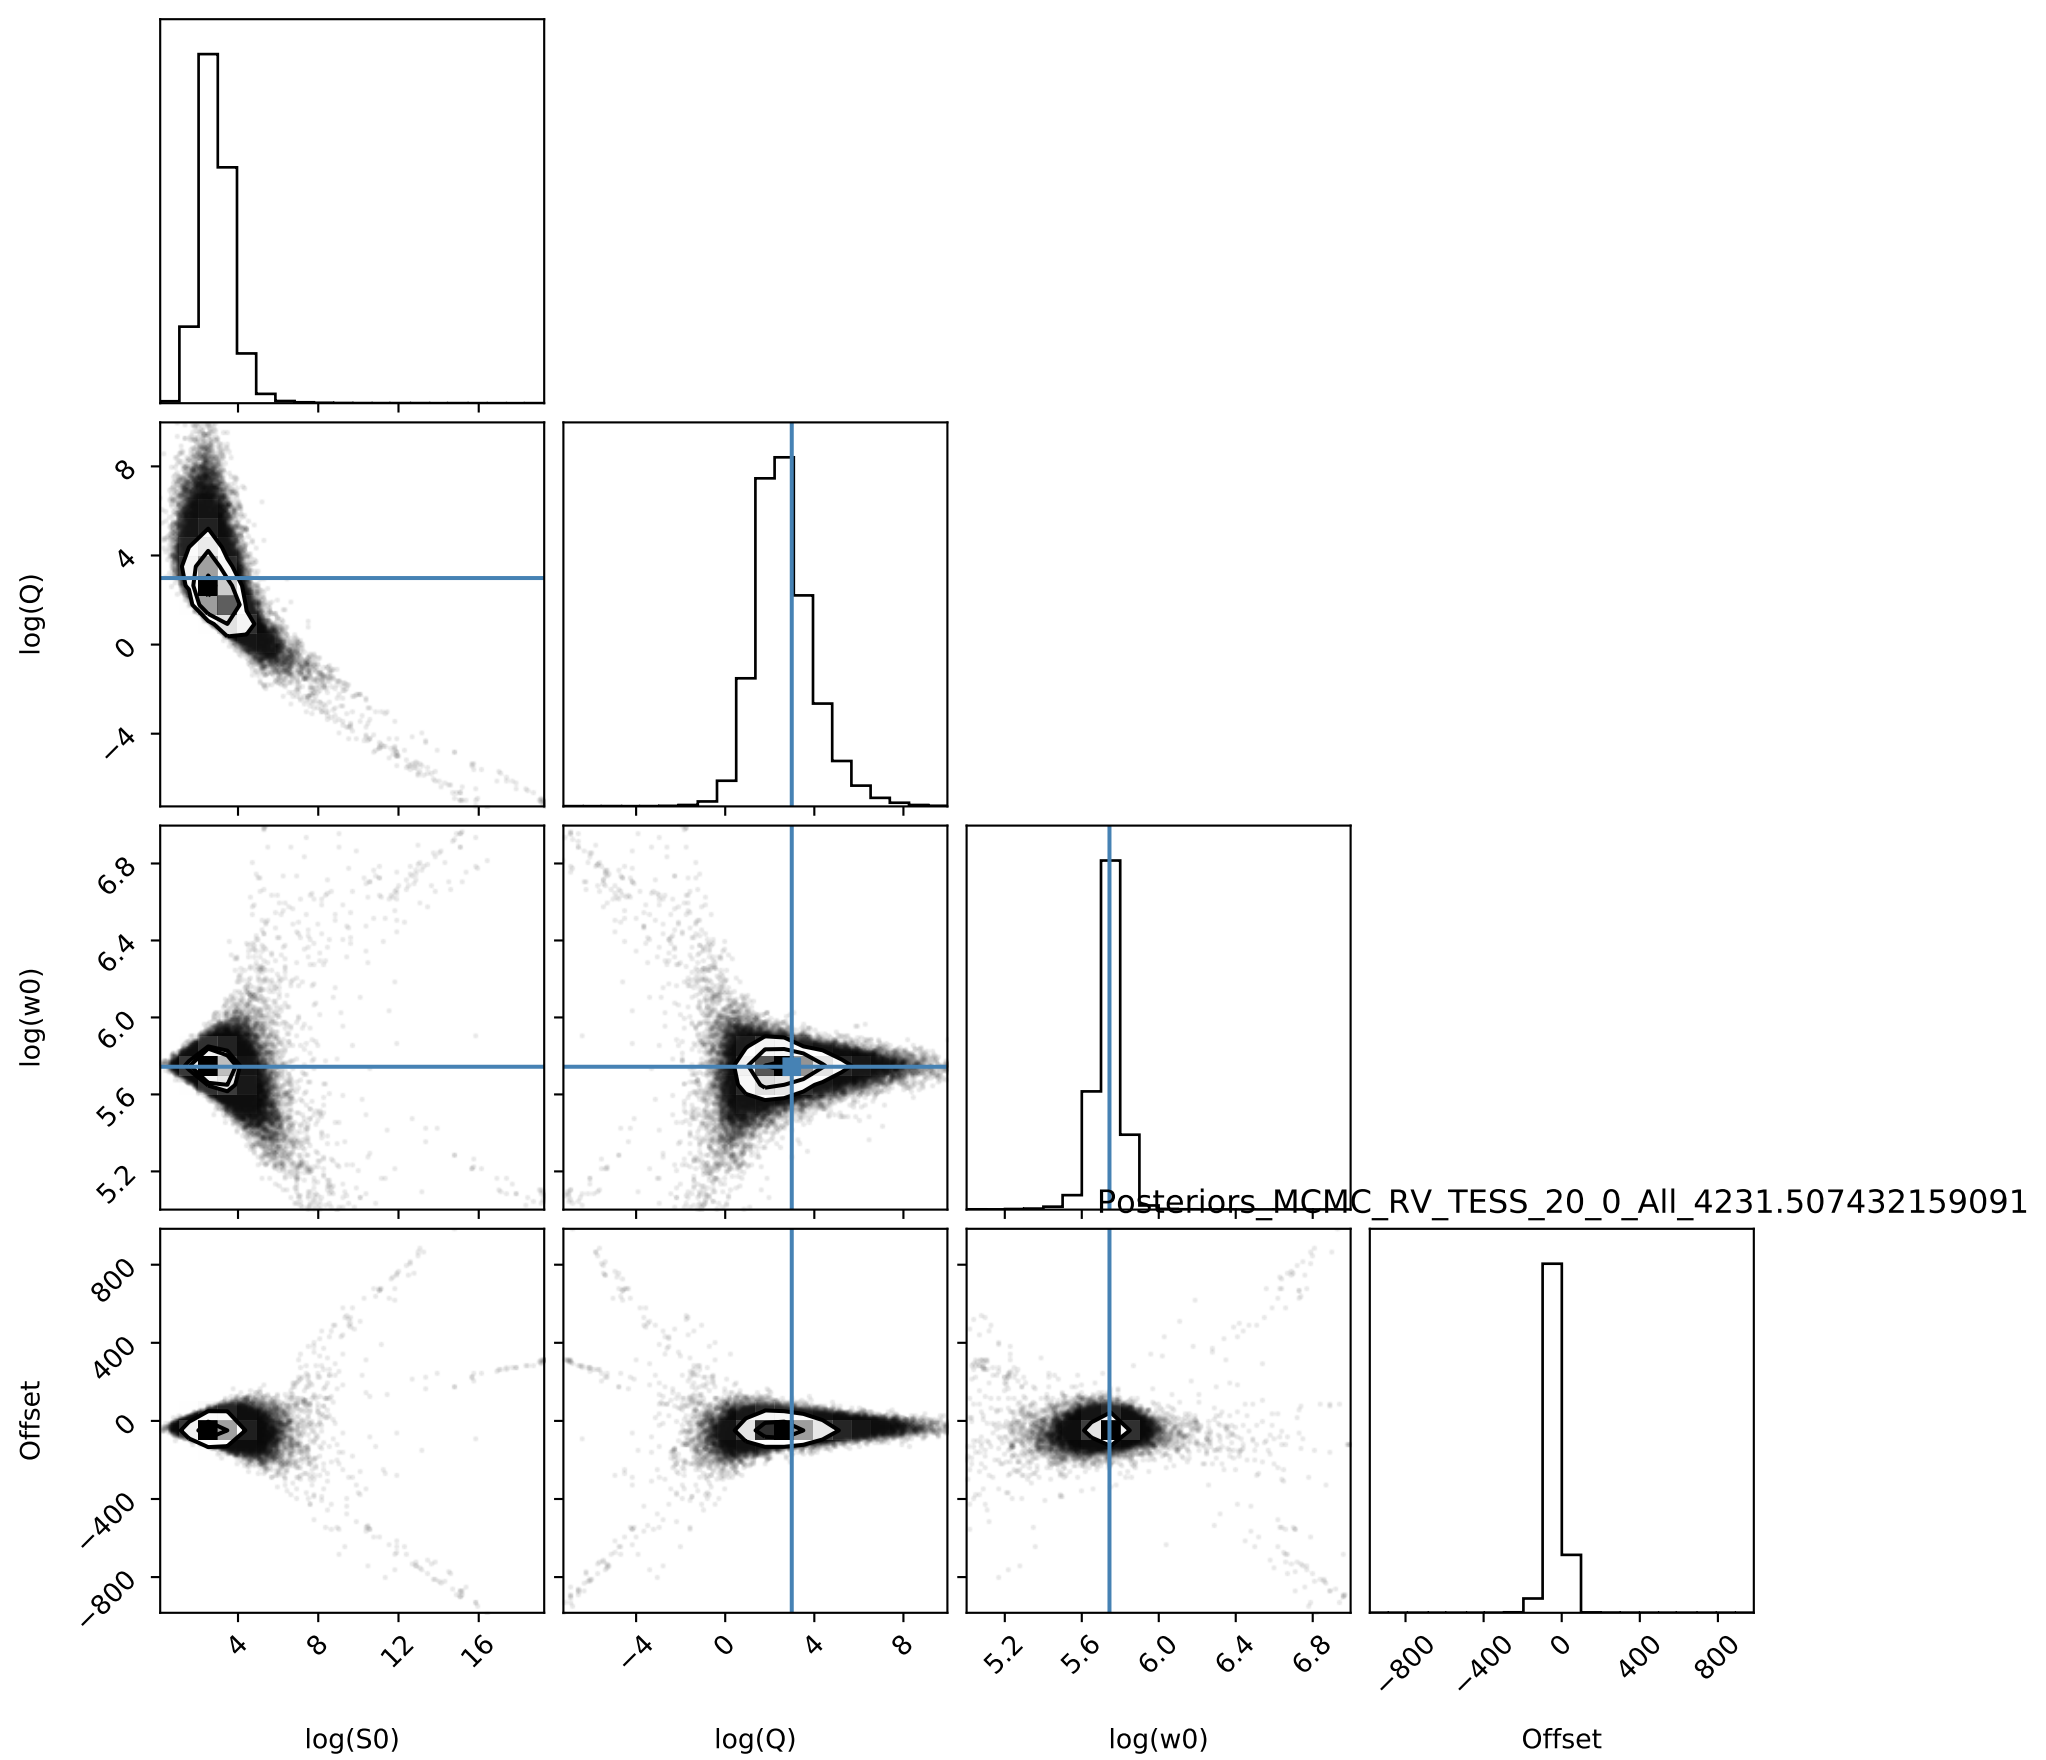 8
4
0
−4
log(Q)
6.8
6.4
6.0
5.6
5.2
log(w0)
Posteriors_MCMC_RV_TESS_20_0_All_4231.507432159091
800
400
0
−400
−800
Offset
4 8 12 16
−4 0 4 8
5.2 5.6 6.0 6.4 6.8
−800 −400 0 400 800
log(S0) log(Q) log(w0) Offset